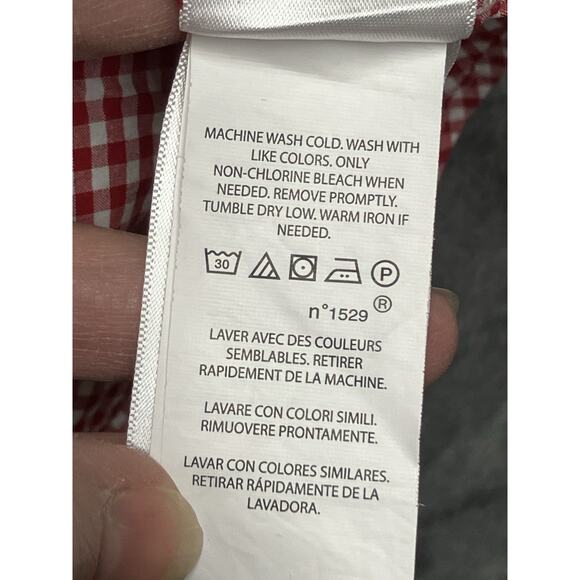 MACHINE WASH COLD. WASH WITH
LIKE COLORS. ONLY
NON-CHLORINE BLEACH WHEN
NEEDED. REMOVE PROMPTLY.
TUMBLE DRY LOW. WARM IRON IF
NEEDED.
30 P
n°1529 ®
LAVER AVEC DES COULEURS
SEMBLABLES. RETIRER
RAPIDEMENT DE LA MACHINE.
LAVARE CON COLORI SIMILI.
RIMUOVERE PRONTAMENTE.
LAVAR CON COLORES SIMILARES.
RETIRAR RÁPIDAMENTE DE LA
LAVADORA.